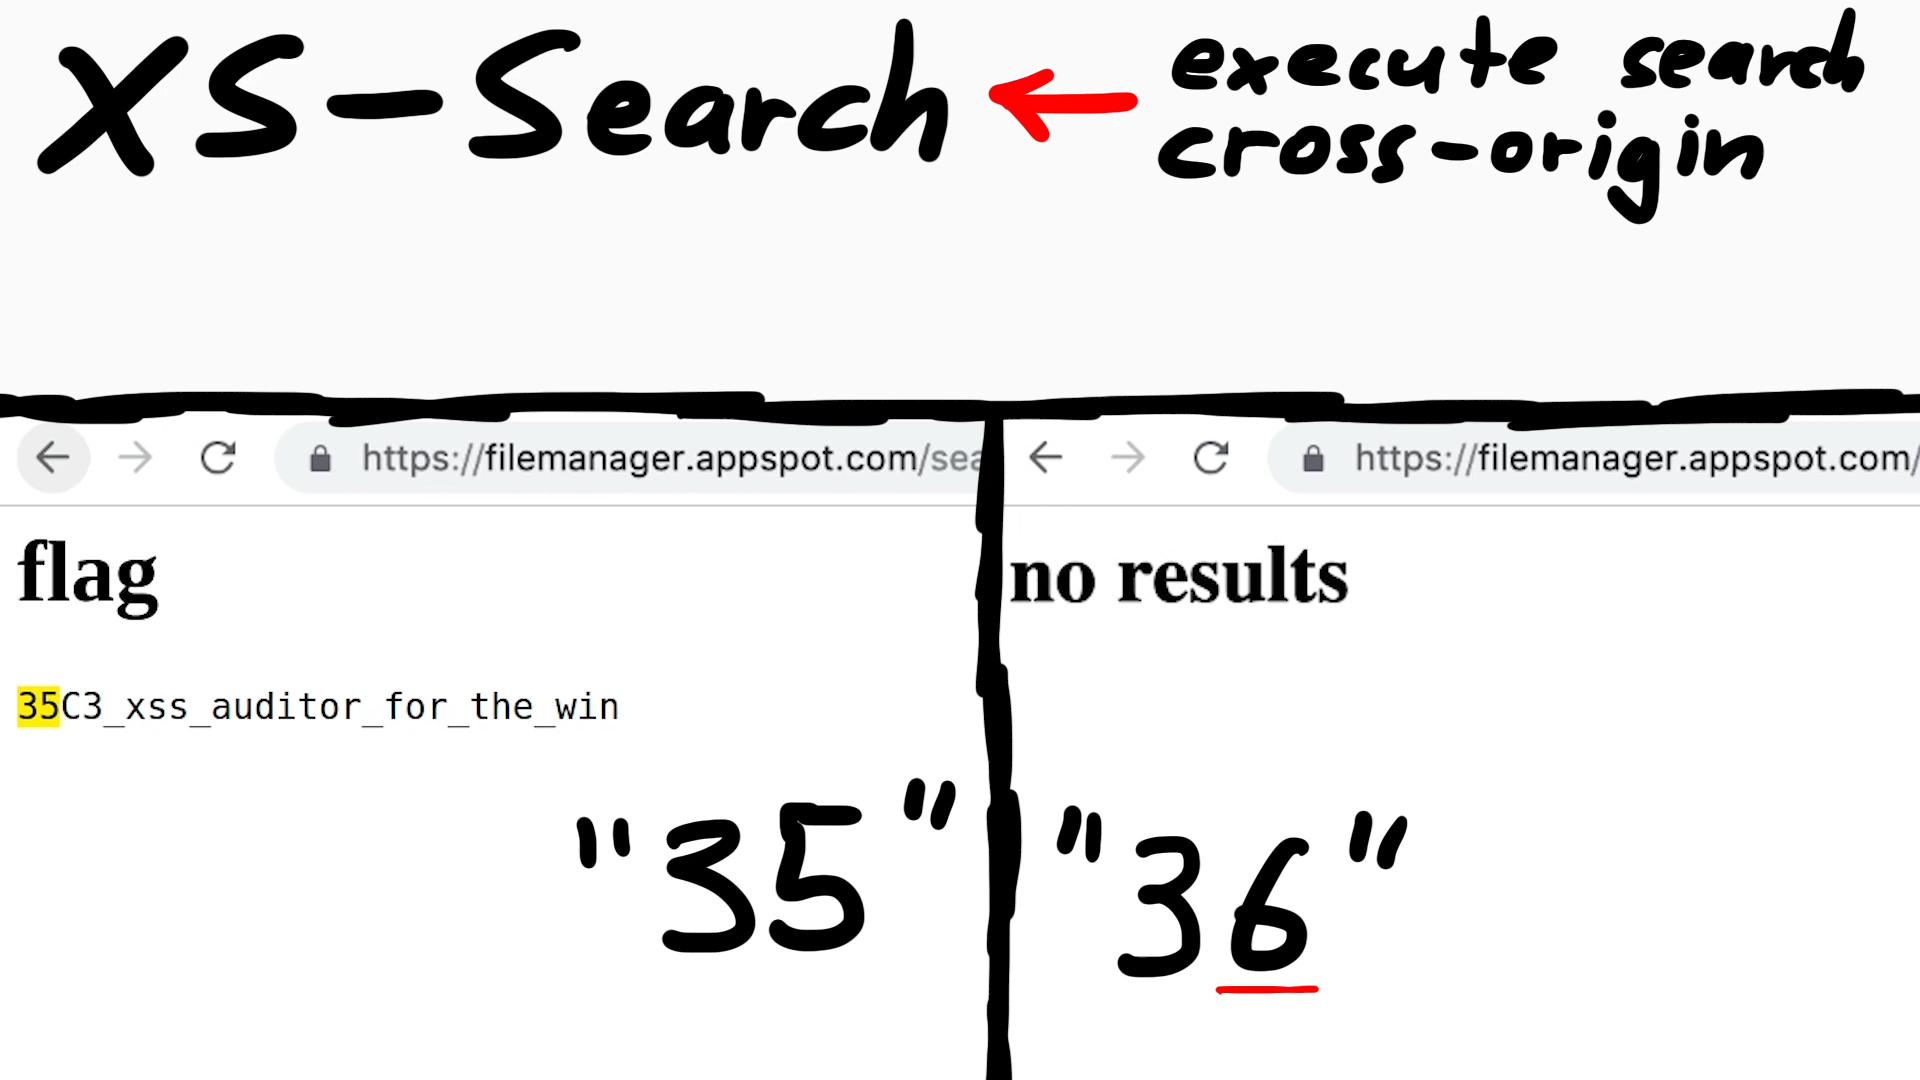 XS-Search
execute search
cross-origin
https://filemanager.appspot.com/sea
https://filemanager.appspot.com/
flag
no results
35C3_xss_auditor_for_the_win
"35"
"36"